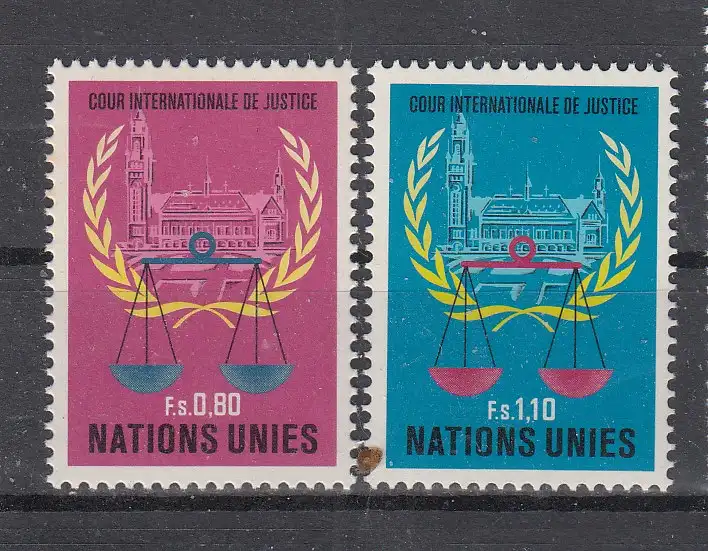 COUR INTERNATIONALE DE JUSTICE
F.s.0,80
NATIONS UNIES
COUR INTERNATIONALE DE JUSTICE
F.s.1,10
NATIONS UNIES